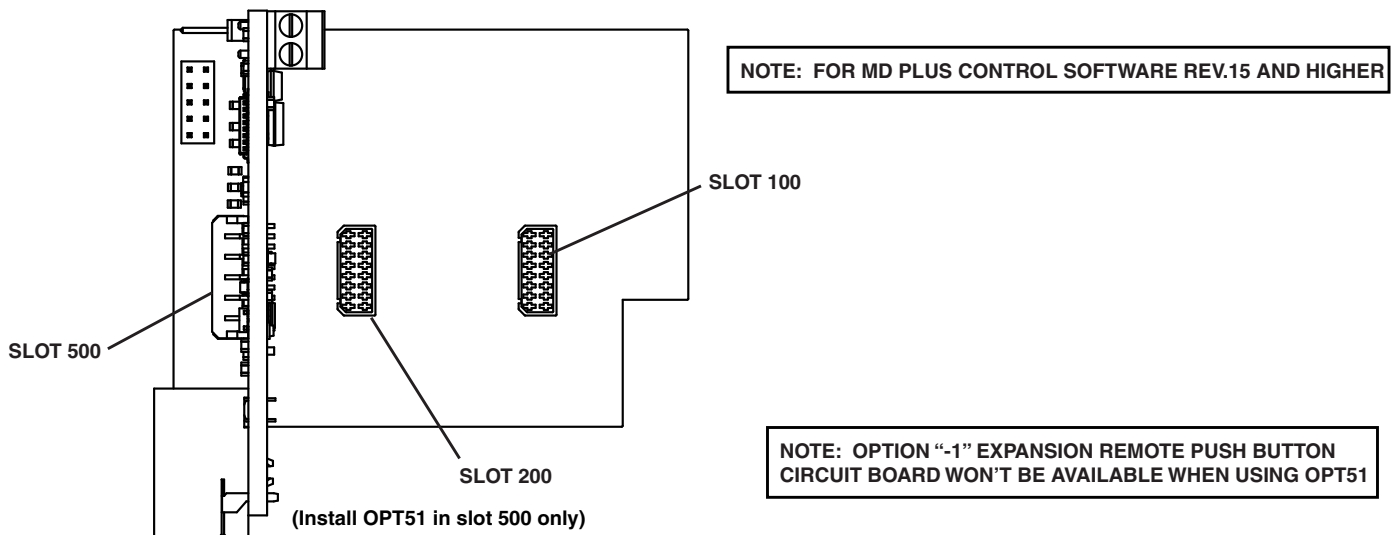 NOTE: FOR MD PLUS CONTROL SOFTWARE REV.15 AND HIGHER
SLOT 100
SLOT 500
SLOT 200
(Install OPT51 in slot 500 only)
NOTE: OPTION “-1” EXPANSION REMOTE PUSH BUTTON
CIRCUIT BOARD WON’T BE AVAILABLE WHEN USING OPT51